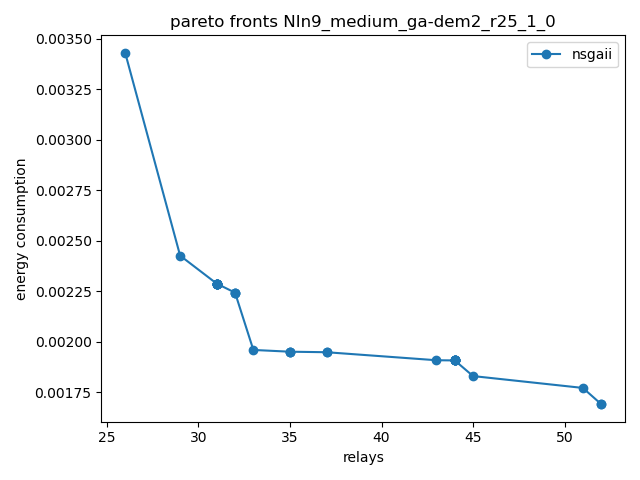 pareto fronts NIn9_medium_ga-dem2_r25_1_0
nsgaii
energy consumption
0.00350
0.00325
0.00300
0.00275
0.00250
0.00225
0.00200
0.00175
25 30 35 40 45 50
relays